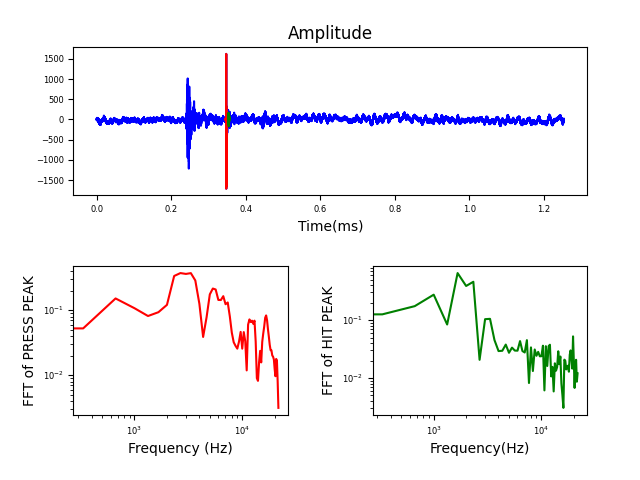 Amplitude
1500
1000
500
0
−500
−1000
−1500
0.0 0.2 0.4 0.6 0.8 1.0 1.2
Time(ms)
FFT of PRESS PEAK
10⁻¹
10⁻²
10³ 10⁴
Frequency (Hz)
FFT of HIT PEAK
10⁻¹
10⁻²
10³ 10⁴
Frequency(Hz)